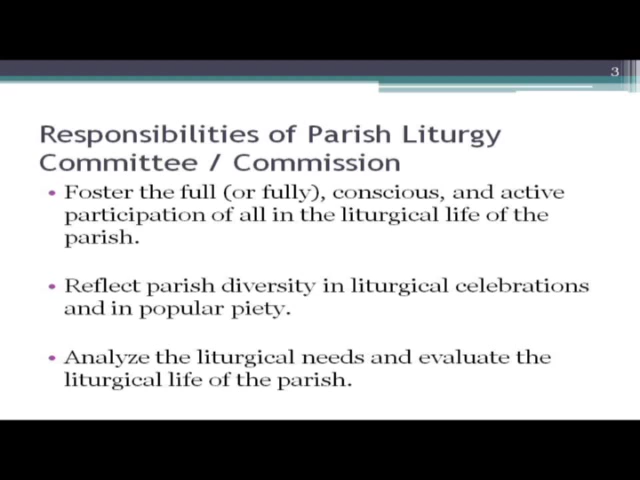 3
Responsibilities of Parish Liturgy
Committee / Commission
• Foster the full (or fully), conscious, and active
participation of all in the liturgical life of the
parish.
• Reflect parish diversity in liturgical celebrations
and in popular piety.
• Analyze the liturgical needs and evaluate the
liturgical life of the parish.